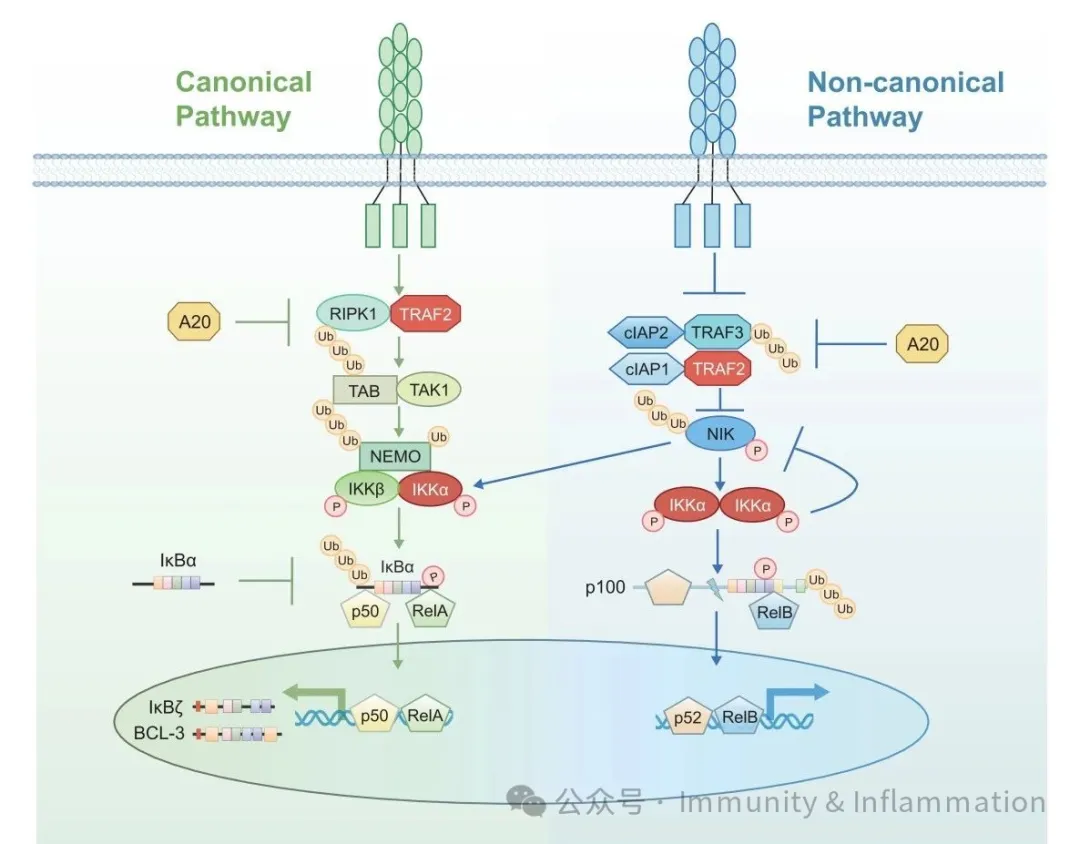 Canonical
Pathway
Non-canonical
Pathway
A20
RIPK1
TRAF2
Ub
Ub
Ub
TAB
TAK1
Ub
Ub
Ub
Ub
NEMO
IKKβ
IKKα
P
P
IκBα
Ub
Ub
Ub
IκBα
P
p50
RelA
IκBζ
BCL-3
p50
RelA
cIAP2
TRAF3
Ub
Ub
Ub
cIAP1
TRAF2
A20
Ub
Ub
Ub
NIK
P
IKKα
IKKα
P
P
p100
P
RelB
Ub
Ub
Ub
p52
RelB
公众号 · Immunity & Inflammation